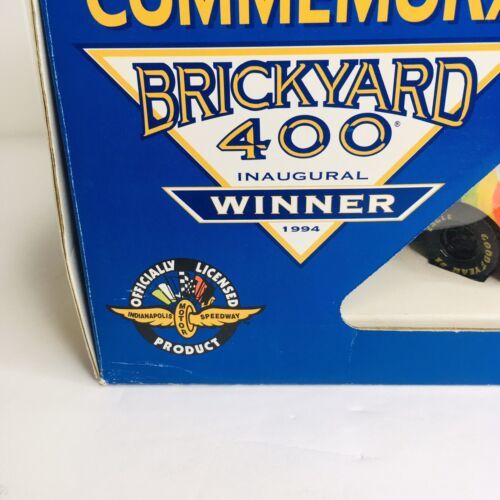 COMMEMORA
BRICKYARD
400®
INAUGURAL
WINNER
1994
OFFICIALLY LICENSED
INDIANAPOLIS MOTOR SPEEDWAY
PRODUCT
GOODYEAR